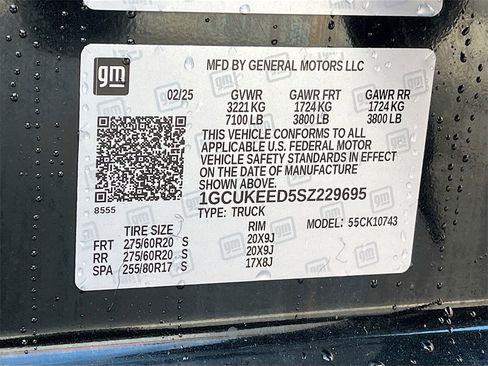 gm
MFD BY GENERAL MOTORS LLC
02/25 GVWR GAWR FRT GAWR RR
3221 KG 1724 KG 1724 KG
7100 LB 3800 LB 3800 LB
THIS VEHICLE CONFORMS TO ALL
APPLICABLE U.S. FEDERAL MOTOR
VEHICLE SAFETY STANDARDS IN EFFECT
ON THE DATE OF MANUFACTURE
SHOWN ABOVE.
1GCUKEED5SZ229695
8555 TYPE: TRUCK MODEL: 55CK10743
TIRE SIZE RIM
FRT 275/60R20 S 20X9J
RR 275/60R20 S 20X9J
SPA 255/80R17 S 17X8J